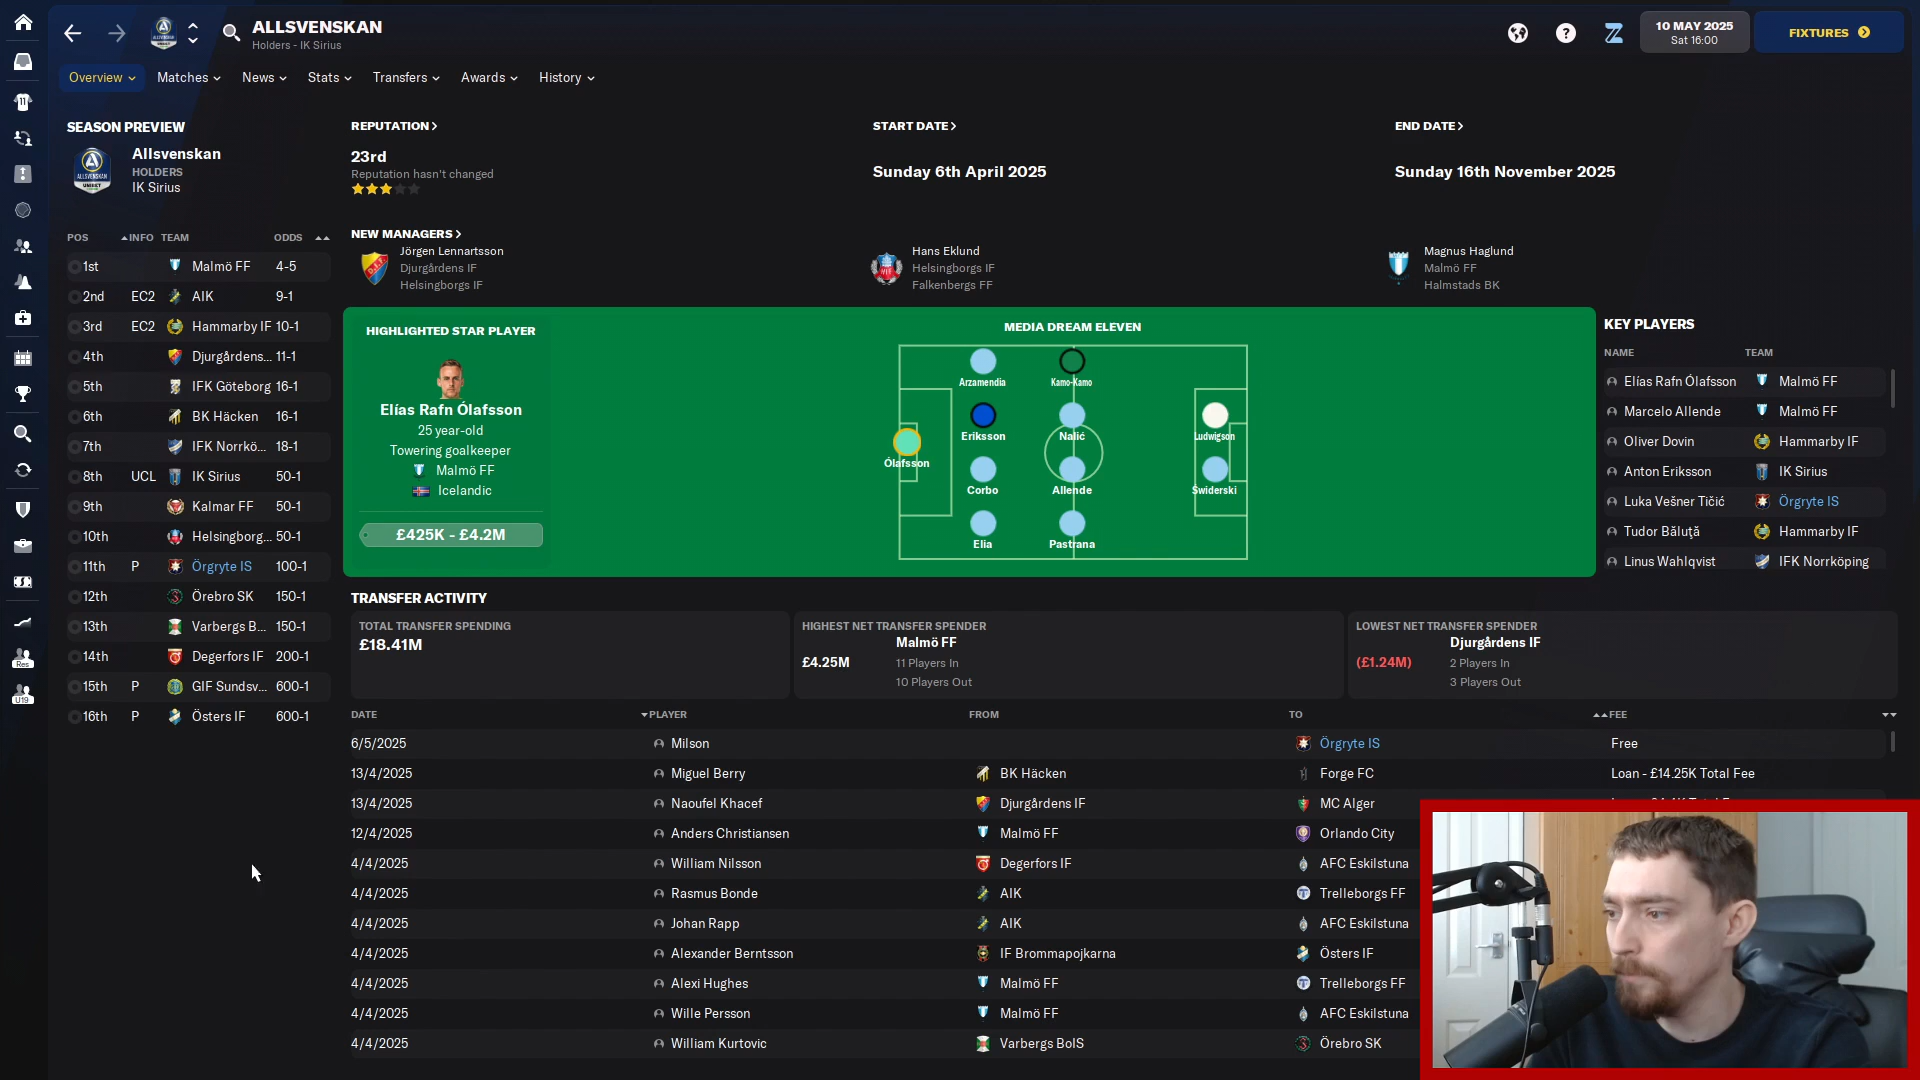 ALLSVENSKAN
Holders - IK Sirius
10 MAY 2025
Sat 16:00
FIXTURES
Overview
Matches
News
Stats
Transfers
Awards
History
SEASON PREVIEW
Allsvenskan
HOLDERS
IK Sirius
REPUTATION
23rd
Reputation hasn't changed
START DATE
Sunday 6th April 2025
END DATE
Sunday 16th November 2025
NEW MANAGERS
Jörgen Lennartsson
Djurgårdens IF
Helsingborgs IF
Hans Eklund
Helsingborgs IF
Falkenbergs FF
Magnus Haglund
Malmö FF
Halmstads BK
POS INFO TEAM ODDS
1st Malmö FF 4-5
2nd EC2 AIK 9-1
3rd EC2 Hammarby IF 10-1
4th Djurgårdens... 11-1
5th IFK Göteborg 16-1
6th BK Häcken 16-1
7th IFK Norrkö... 18-1
8th UCL IK Sirius 50-1
9th Kalmar FF 50-1
10th Helsingborg... 50-1
11th P Örgryte IS 100-1
12th Örebro SK 150-1
13th Varbergs B... 150-1
14th Degerfors IF 200-1
15th P GIF Sundsv... 600-1
16th P Östers IF 600-1
HIGHLIGHTED STAR PLAYER
Elías Rafn Ólafsson
25 year-old
Towering goalkeeper
Malmö FF
Icelandic
£425K - £4.2M
MEDIA DREAM ELEVEN
Arzamendia
Kamo-Kamo
Eriksson
Nalić
Ludwigson
Ólafsson
Corbo
Allende
Świderski
Elia
Pastrana
KEY PLAYERS
NAME TEAM
Elías Rafn Ólafsson Malmö FF
Marcelo Allende Malmö FF
Oliver Dovin Hammarby IF
Anton Eriksson IK Sirius
Luka Vešner Tičić Örgryte IS
Tudor Băluță Hammarby IF
Linus Wahlqvist IFK Norrköping
TRANSFER ACTIVITY
TOTAL TRANSFER SPENDING
£18.41M
HIGHEST NET TRANSFER SPENDER
Malmö FF
£4.25M
11 Players In
10 Players Out
LOWEST NET TRANSFER SPENDER
Djurgårdens IF
(£1.24M)
2 Players In
3 Players Out
DATE PLAYER FROM TO FEE
6/5/2025 Milson Örgryte IS Free
13/4/2025 Miguel Berry BK Häcken Forge FC Loan - £14.25K Total Fee
13/4/2025 Naoufel Khacef Djurgårdens IF MC Alger
12/4/2025 Anders Christiansen Malmö FF Orlando City
4/4/2025 William Nilsson Degerfors IF AFC Eskilstuna
4/4/2025 Rasmus Bonde AIK Trelleborgs FF
4/4/2025 Johan Rapp AIK AFC Eskilstuna
4/4/2025 Alexander Berntsson IF Brommapojkarna Östers IF
4/4/2025 Alexi Hughes Malmö FF Trelleborgs FF
4/4/2025 Wille Persson Malmö FF AFC Eskilstuna
4/4/2025 William Kurtovic Varbergs BoIS Örebro SK
Res
U19